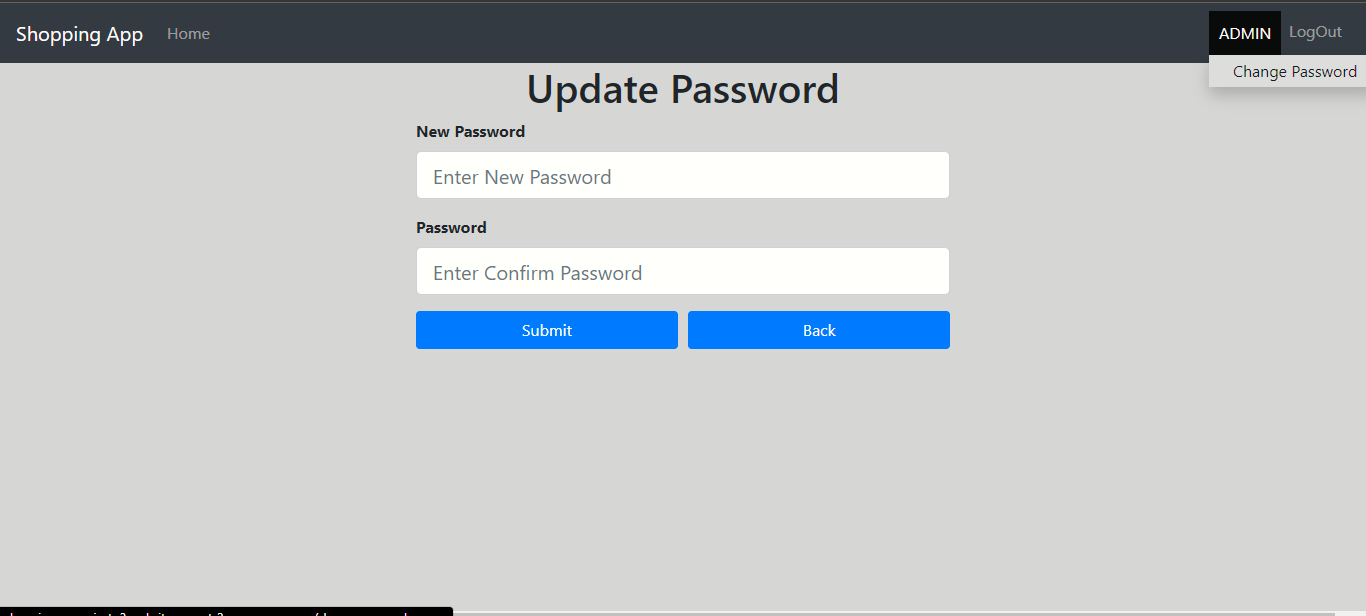 Shopping App Home ADMIN LogOut
Change Password
Update Password
New Password
Enter New Password
Password
Enter Confirm Password
Submit Back